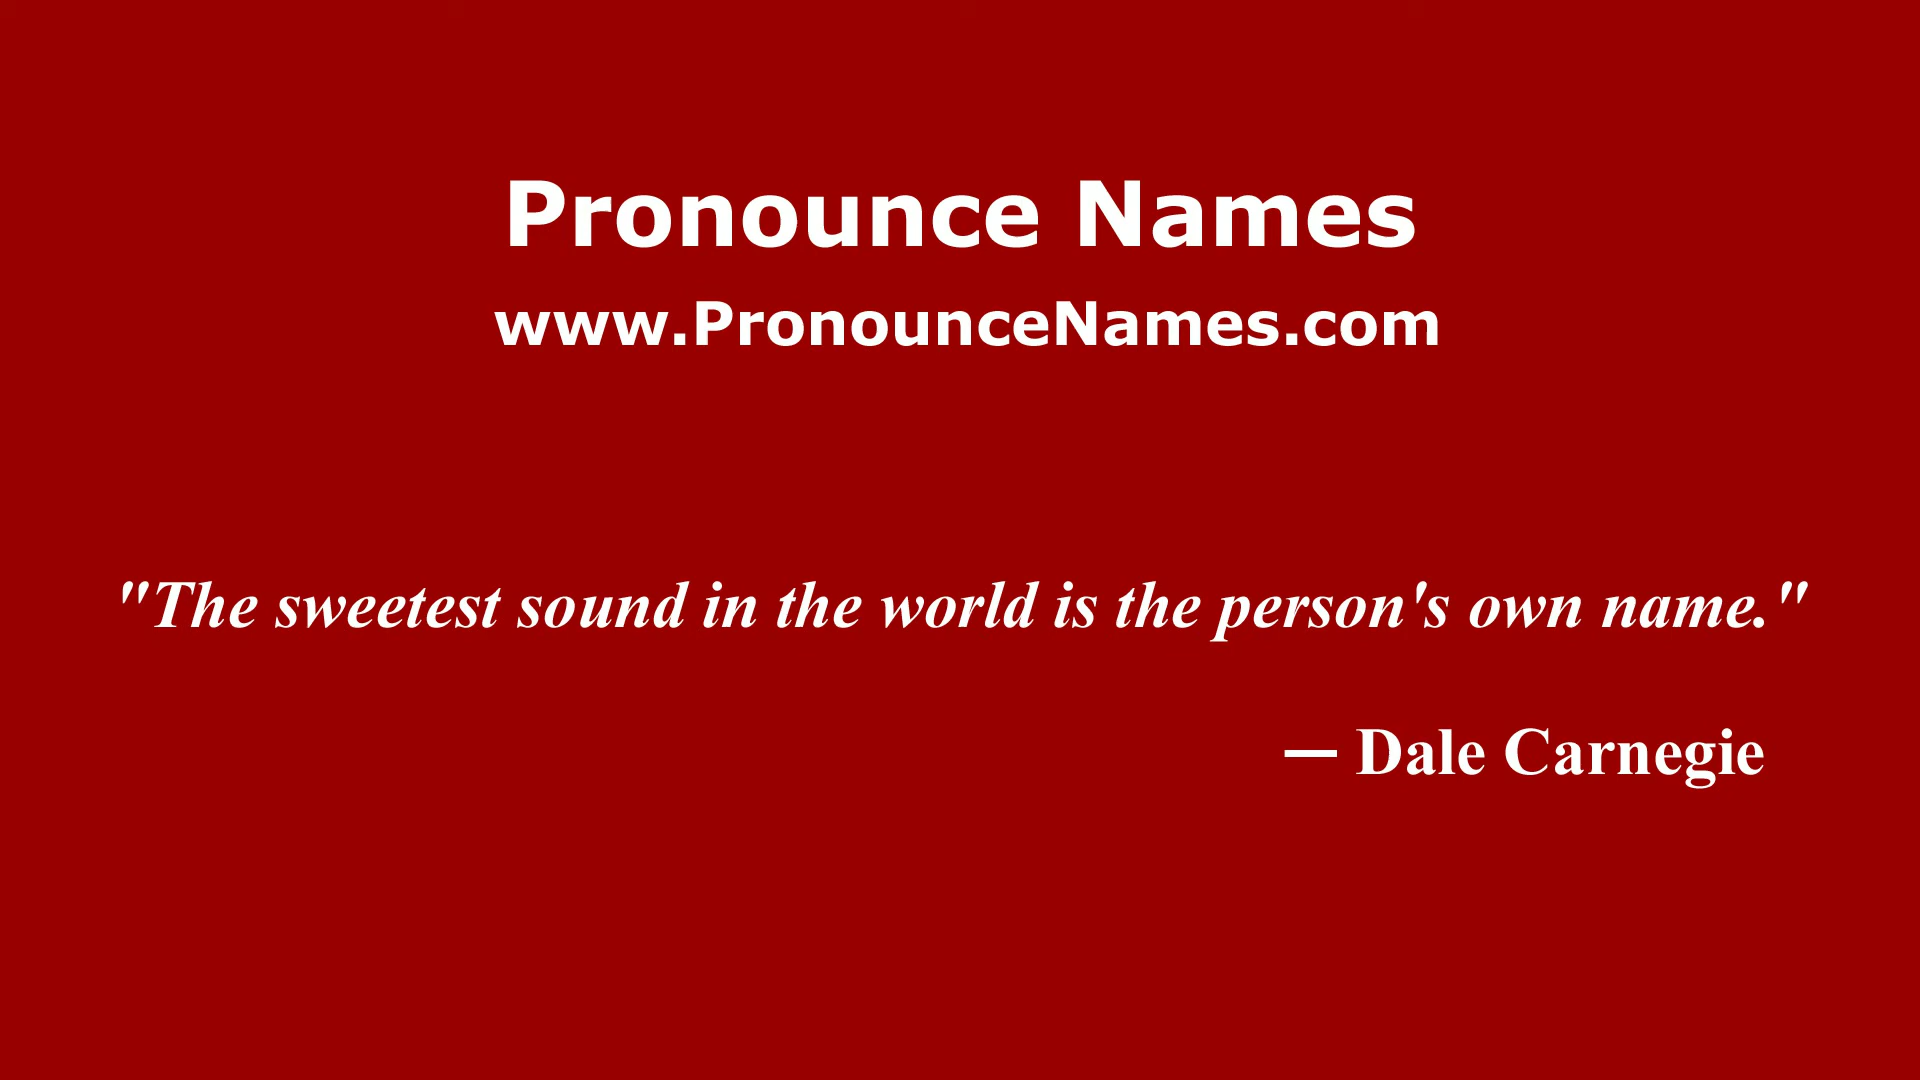 Pronounce Names
www.PronounceNames.com
"The sweetest sound in the world is the person's own name."
— Dale Carnegie